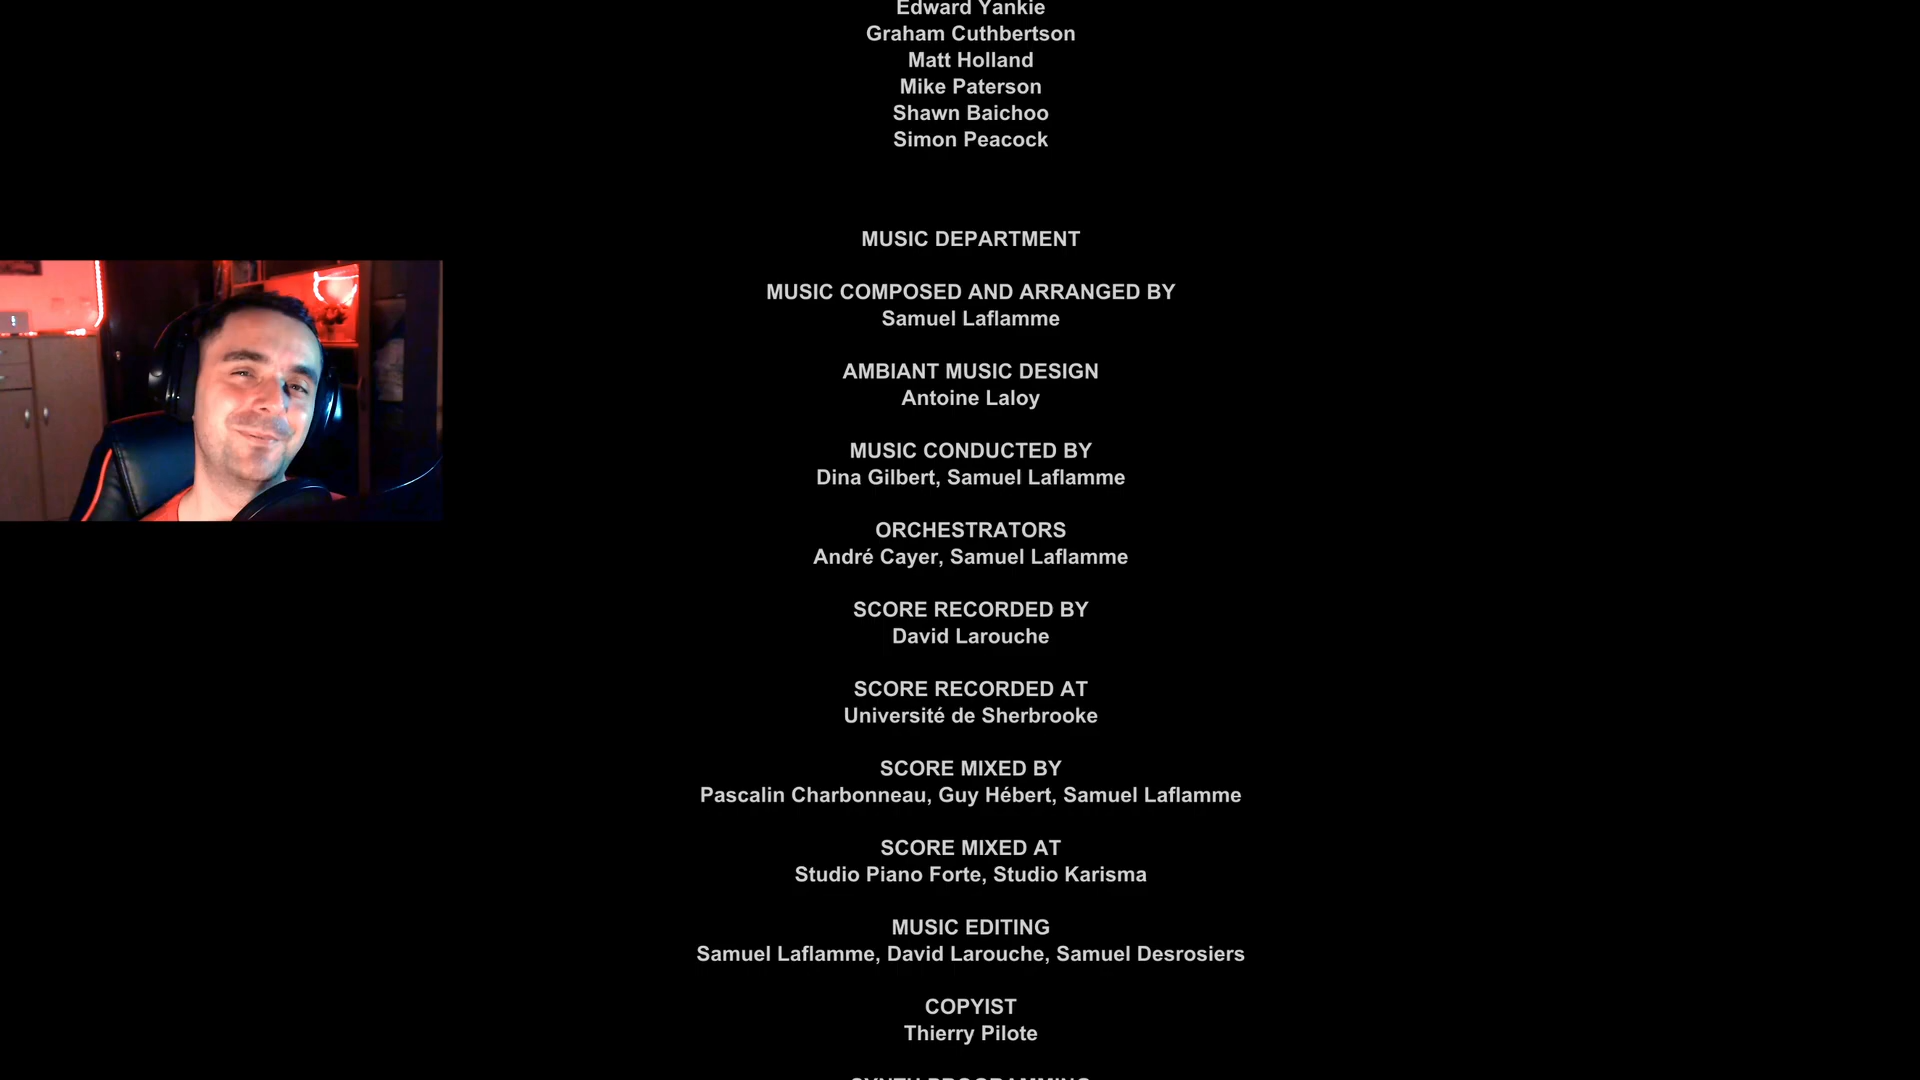 Edward Yankie
Graham Cuthbertson
Matt Holland
Mike Paterson
Shawn Baichoo
Simon Peacock
MUSIC DEPARTMENT
MUSIC COMPOSED AND ARRANGED BY
Samuel Laflamme
AMBIANT MUSIC DESIGN
Antoine Laloy
MUSIC CONDUCTED BY
Dina Gilbert, Samuel Laflamme
ORCHESTRATORS
André Cayer, Samuel Laflamme
SCORE RECORDED BY
David Larouche
SCORE RECORDED AT
Université de Sherbrooke
SCORE MIXED BY
Pascalin Charbonneau, Guy Hébert, Samuel Laflamme
SCORE MIXED AT
Studio Piano Forte, Studio Karisma
MUSIC EDITING
Samuel Laflamme, David Larouche, Samuel Desrosiers
COPYIST
Thierry Pilote
SYNTH PROGRAMMING